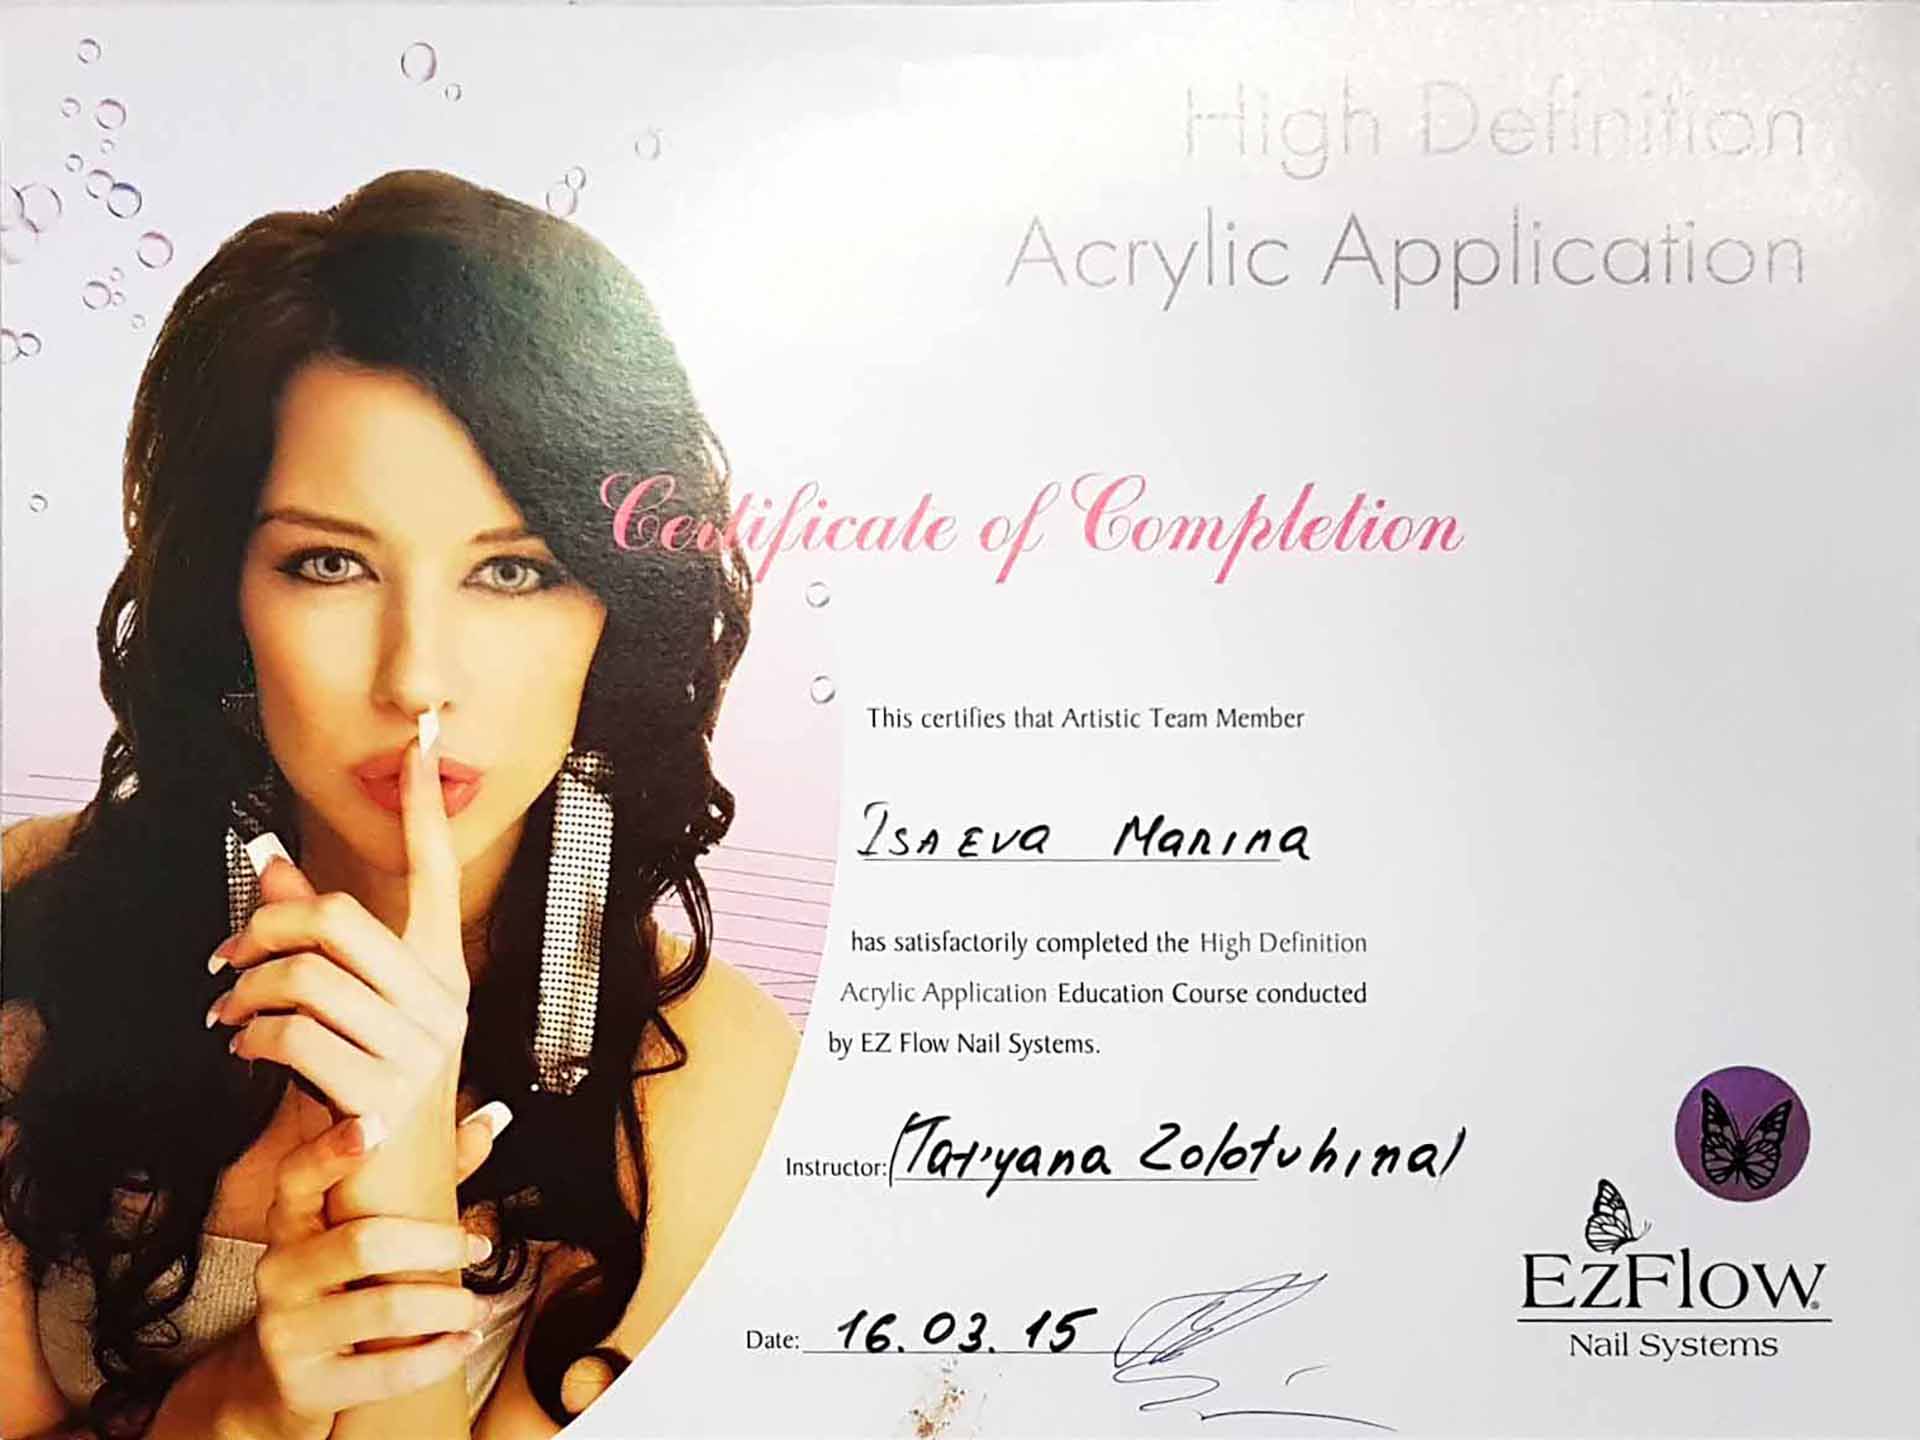 High Definition
Acrylic Application
Certificate of Completion
This certifies that Artistic Team Member
Isaeva Marina
has satisfactorily completed the High Definition
Acrylic Application Education Course conducted
by EZ Flow Nail Systems.
Instructor: (Tat'yana Zolotuhina)
Date: 16.03.15
EzFlow®
Nail Systems